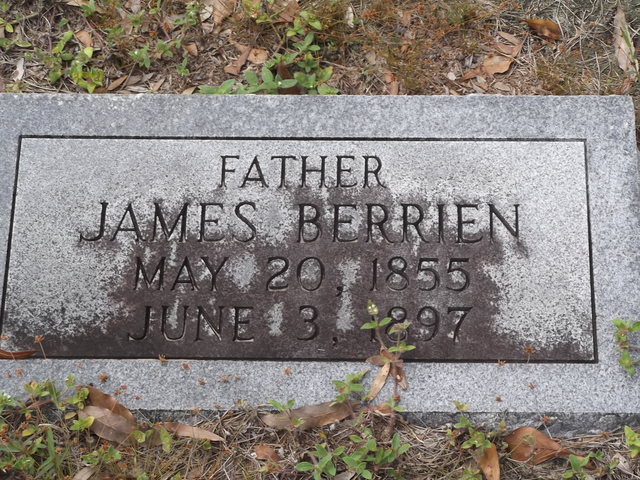 FATHER
JAMES BERRIEN
MAY 20, 1855
JUNE 3, 1897